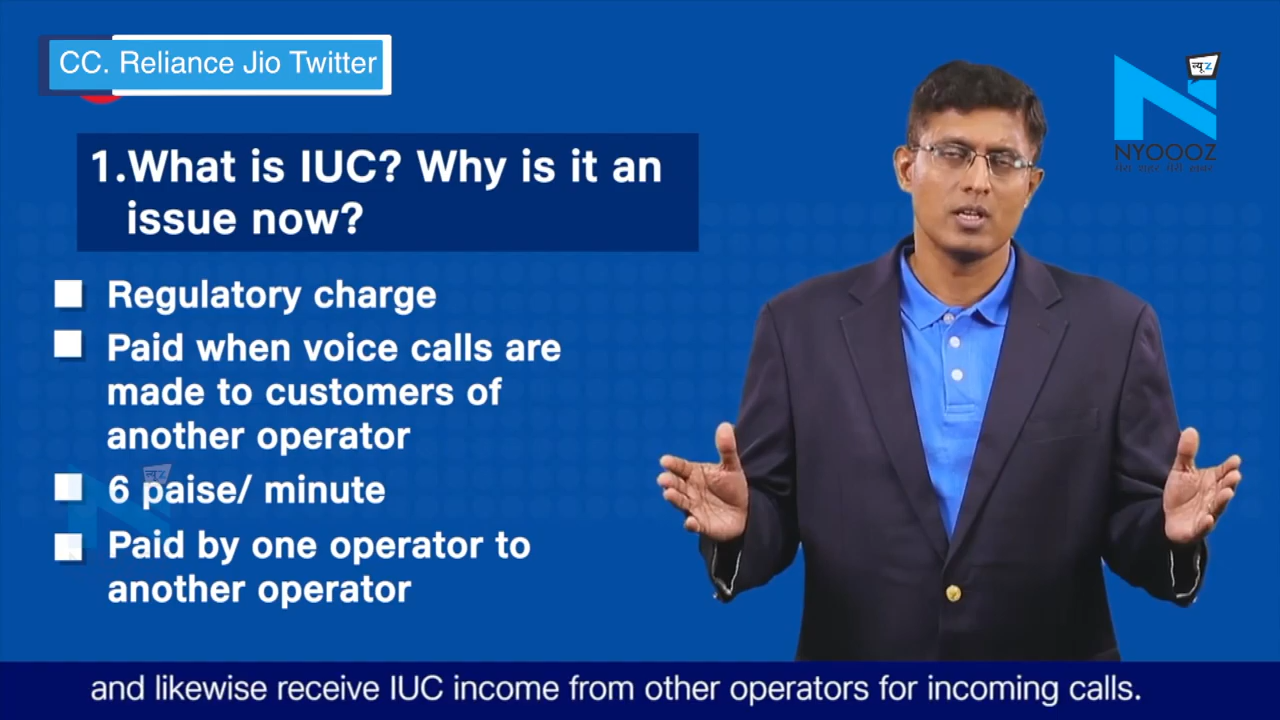 CC. Reliance Jio Twitter
न्यूz
NYOOOZ
1.What is IUC? Why is it an
issue now?
Regulatory charge
Paid when voice calls are
made to customers of
another operator
न्यूz
6 paise/ minute
Paid by one operator to
another operator
and likewise receive IUC income from other operators for incoming calls.